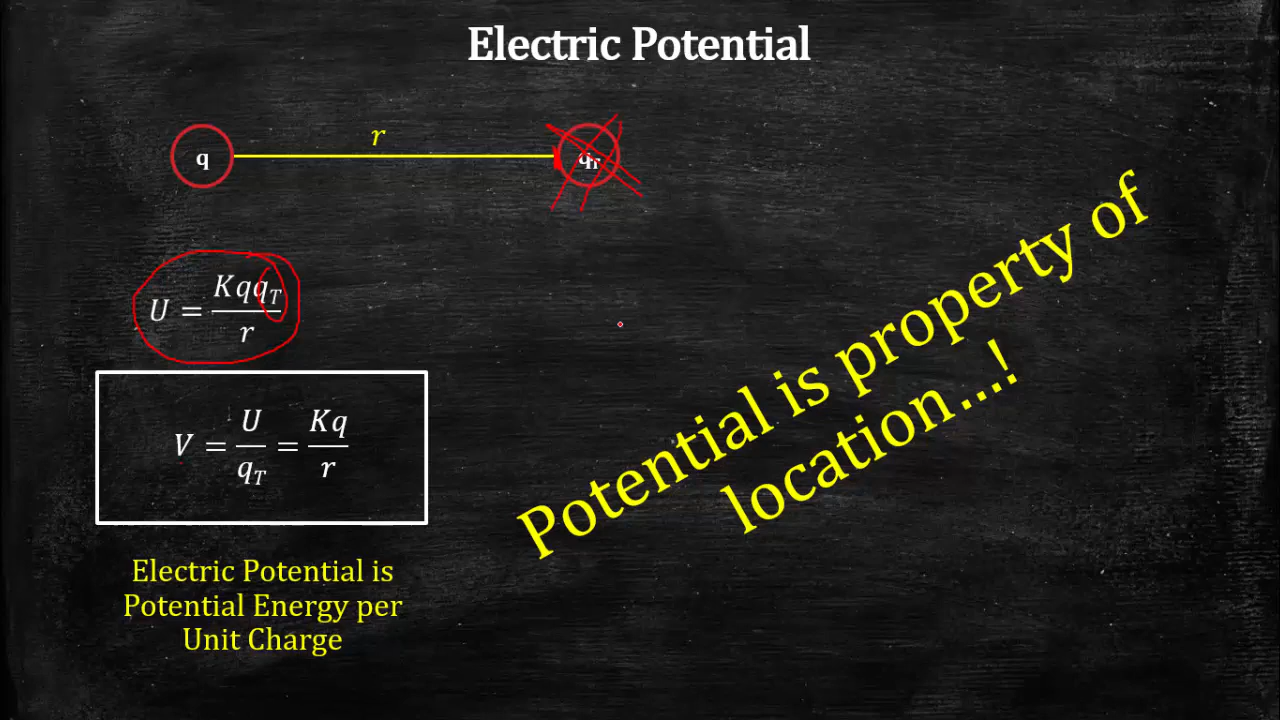 Electric Potential
r
q
q_T
U = Kqq_T / r
V = U / q_T = Kq / r
Potential is property of
location...!
Electric Potential is
Potential Energy per
Unit Charge